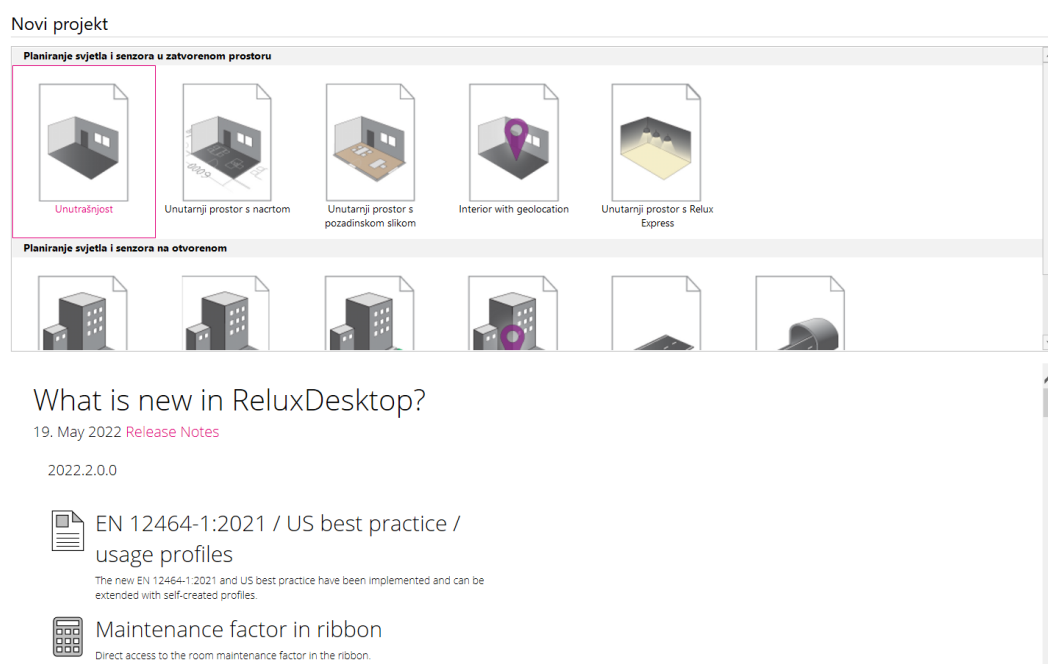 Novi projekt
Planiranje svjetla i senzora u zatvorenom prostoru
0009
Unutrašnjost
Unutarnji prostor s nacrtom
Unutarnji prostor s
pozadinskom slikom
Interior with geolocation
Unutarnji prostor s Relux
Express
Planiranje svjetla i senzora na otvorenom
What is new in ReluxDesktop?
19. May 2022 Release Notes
2022.2.0.0
EN 12464-1:2021 / US best practice /
usage profiles
The new EN 12464-1:2021 and US best practice have been implemented and can be
extended with self-created profiles.
Maintenance factor in ribbon
Direct access to the room maintenance factor in the ribbon.